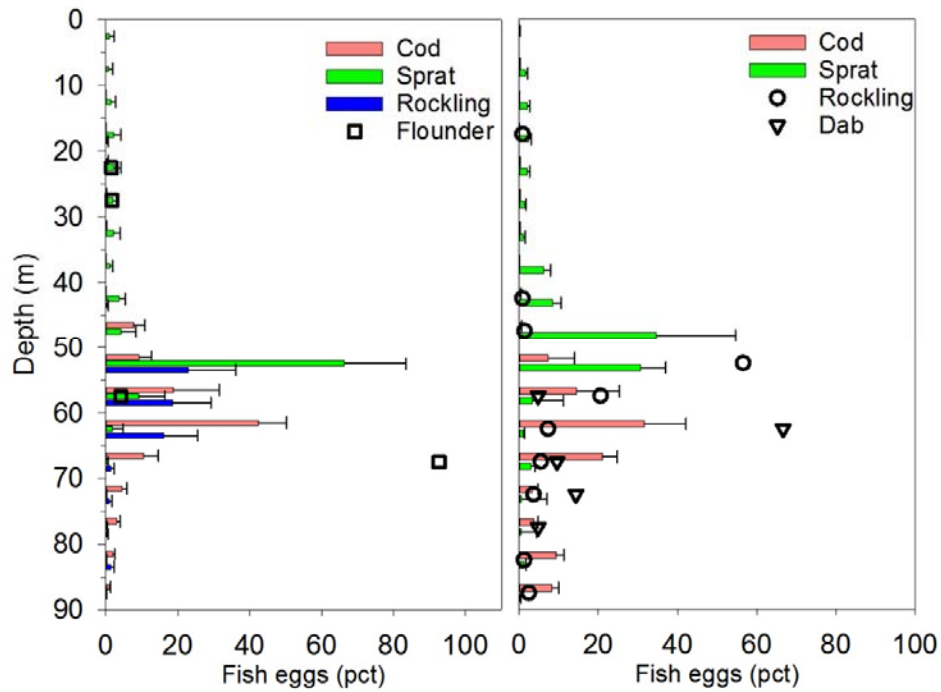 0
10
20
30
40
50
60
70
80
90
Depth (m)
Cod
Sprat
Rockling
Flounder
0 20 40 60 80 100
Fish eggs (pct)
Cod
Sprat
Rockling
Dab
0 20 40 60 80 100
Fish eggs (pct)